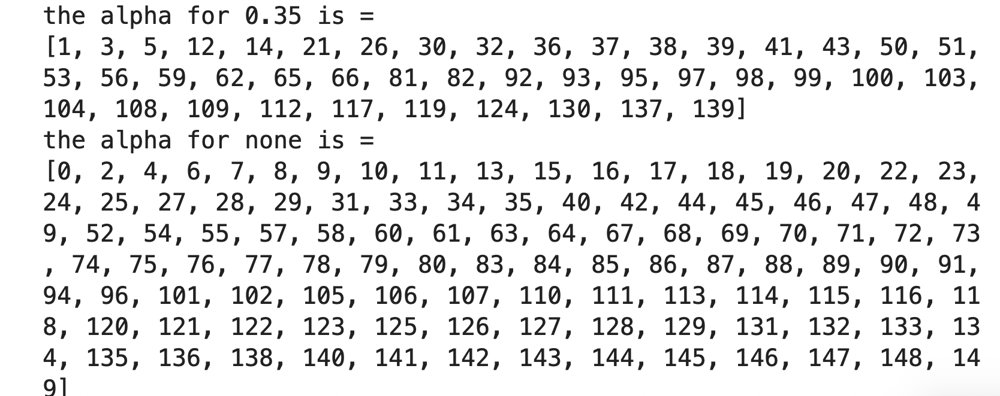 the alpha for 0.35 is =
[1, 3, 5, 12, 14, 21, 26, 30, 32, 36, 37, 38, 39, 41, 43, 50, 51,
53, 56, 59, 62, 65, 66, 81, 82, 92, 93, 95, 97, 98, 99, 100, 103,
104, 108, 109, 112, 117, 119, 124, 130, 137, 139]
the alpha for none is =
[0, 2, 4, 6, 7, 8, 9, 10, 11, 13, 15, 16, 17, 18, 19, 20, 22, 23,
24, 25, 27, 28, 29, 31, 33, 34, 35, 40, 42, 44, 45, 46, 47, 48, 4
9, 52, 54, 55, 57, 58, 60, 61, 63, 64, 67, 68, 69, 70, 71, 72, 73
, 74, 75, 76, 77, 78, 79, 80, 83, 84, 85, 86, 87, 88, 89, 90, 91,
94, 96, 101, 102, 105, 106, 107, 110, 111, 113, 114, 115, 116, 11
8, 120, 121, 122, 123, 125, 126, 127, 128, 129, 131, 132, 133, 13
4, 135, 136, 138, 140, 141, 142, 143, 144, 145, 146, 147, 148, 14
9]